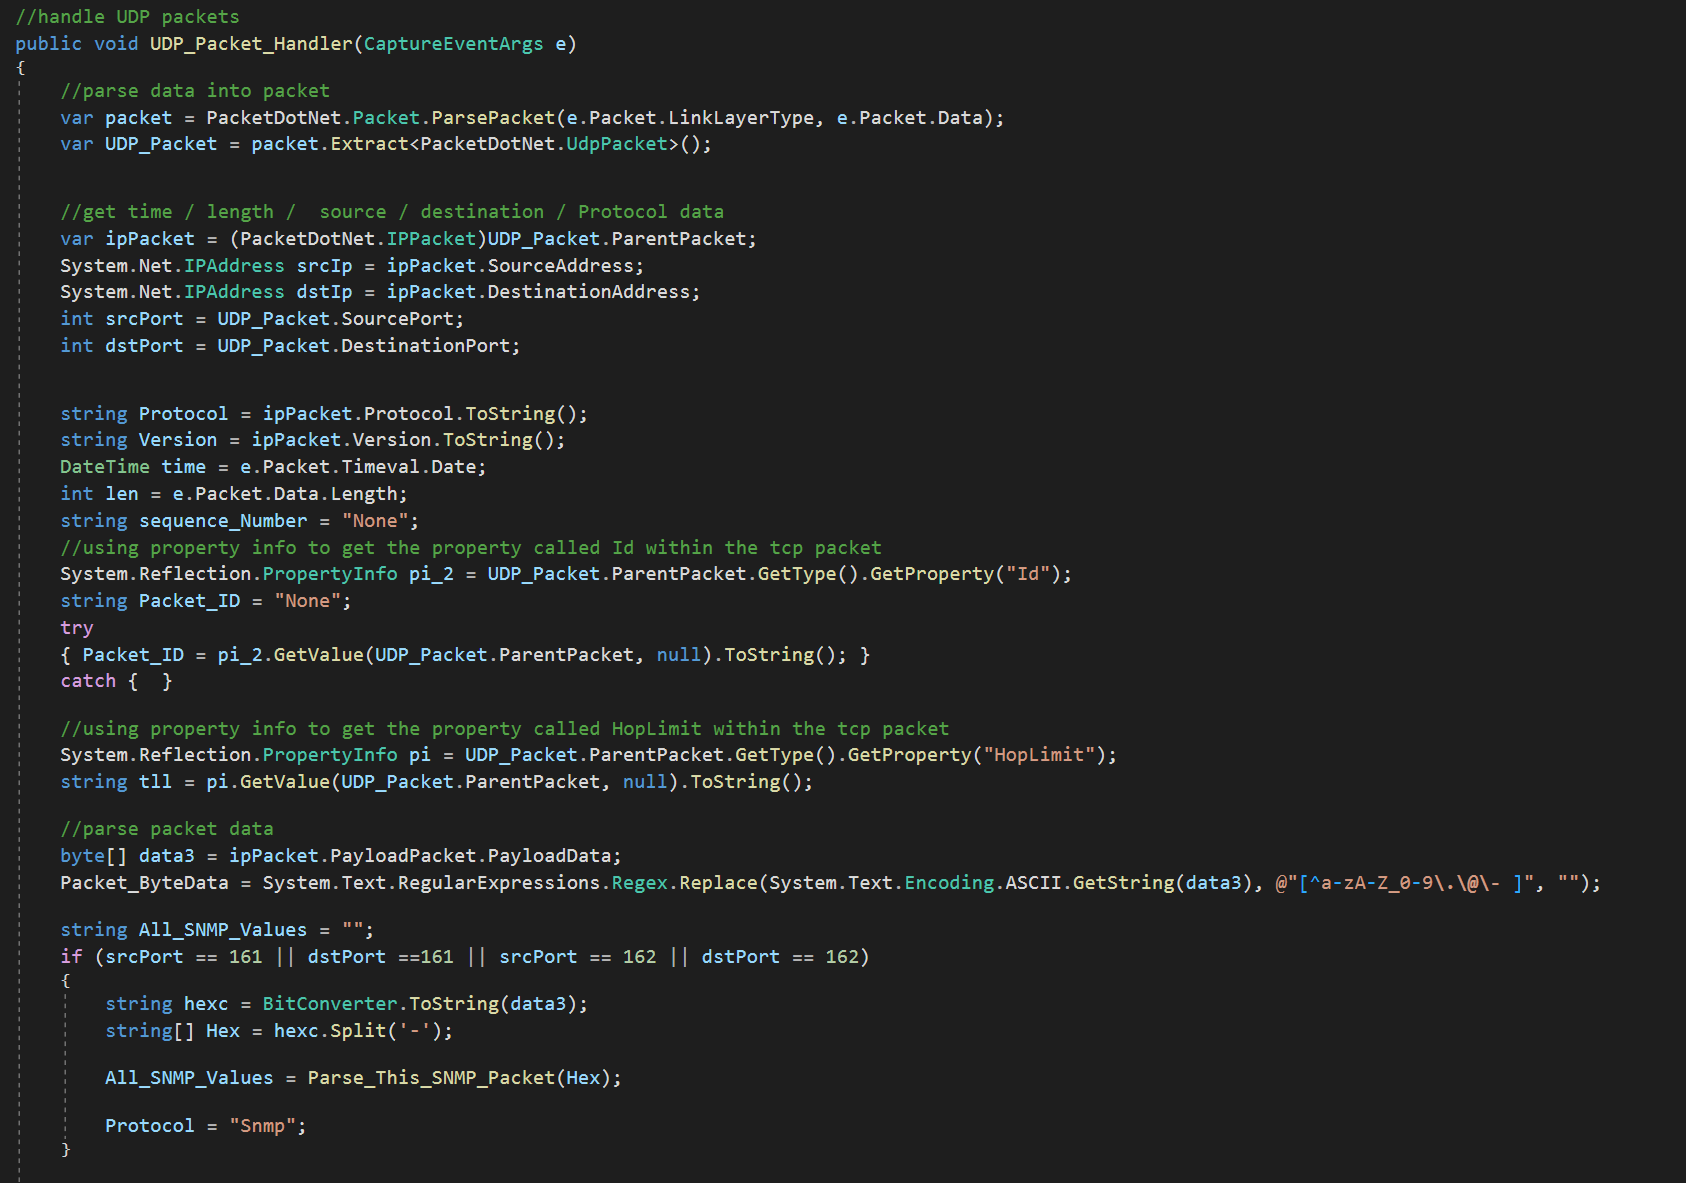 //handle UDP packets
public void UDP_Packet_Handler(CaptureEventArgs e)
{
//parse data into packet
var packet = PacketDotNet.Packet.ParsePacket(e.Packet.LinkLayerType, e.Packet.Data);
var UDP_Packet = packet.Extract<PacketDotNet.UdpPacket>();
//get time / length /  source / destination / Protocol data
var ipPacket = (PacketDotNet.IPPacket)UDP_Packet.ParentPacket;
System.Net.IPAddress srcIp = ipPacket.SourceAddress;
System.Net.IPAddress dstIp = ipPacket.DestinationAddress;
int srcPort = UDP_Packet.SourcePort;
int dstPort = UDP_Packet.DestinationPort;
string Protocol = ipPacket.Protocol.ToString();
string Version = ipPacket.Version.ToString();
DateTime time = e.Packet.Timeval.Date;
int len = e.Packet.Data.Length;
string sequence_Number = "None";
//using property info to get the property called Id within the tcp packet
System.Reflection.PropertyInfo pi_2 = UDP_Packet.ParentPacket.GetType().GetProperty("Id");
string Packet_ID = "None";
try
{ Packet_ID = pi_2.GetValue(UDP_Packet.ParentPacket, null).ToString(); }
catch {  }
//using property info to get the property called HopLimit within the tcp packet
System.Reflection.PropertyInfo pi = UDP_Packet.ParentPacket.GetType().GetProperty("HopLimit");
string tll = pi.GetValue(UDP_Packet.ParentPacket, null).ToString();
//parse packet data
byte[] data3 = ipPacket.PayloadPacket.PayloadData;
Packet_ByteData = System.Text.RegularExpressions.Regex.Replace(System.Text.Encoding.ASCII.GetString(data3), @"[^a-zA-Z_0-9\.\@\- ]", "");
string All_SNMP_Values = "";
if (srcPort == 161 || dstPort ==161 || srcPort == 162 || dstPort == 162)
{
string hexc = BitConverter.ToString(data3);
string[] Hex = hexc.Split('-');
All_SNMP_Values = Parse_This_SNMP_Packet(Hex);
Protocol = "Snmp";
}